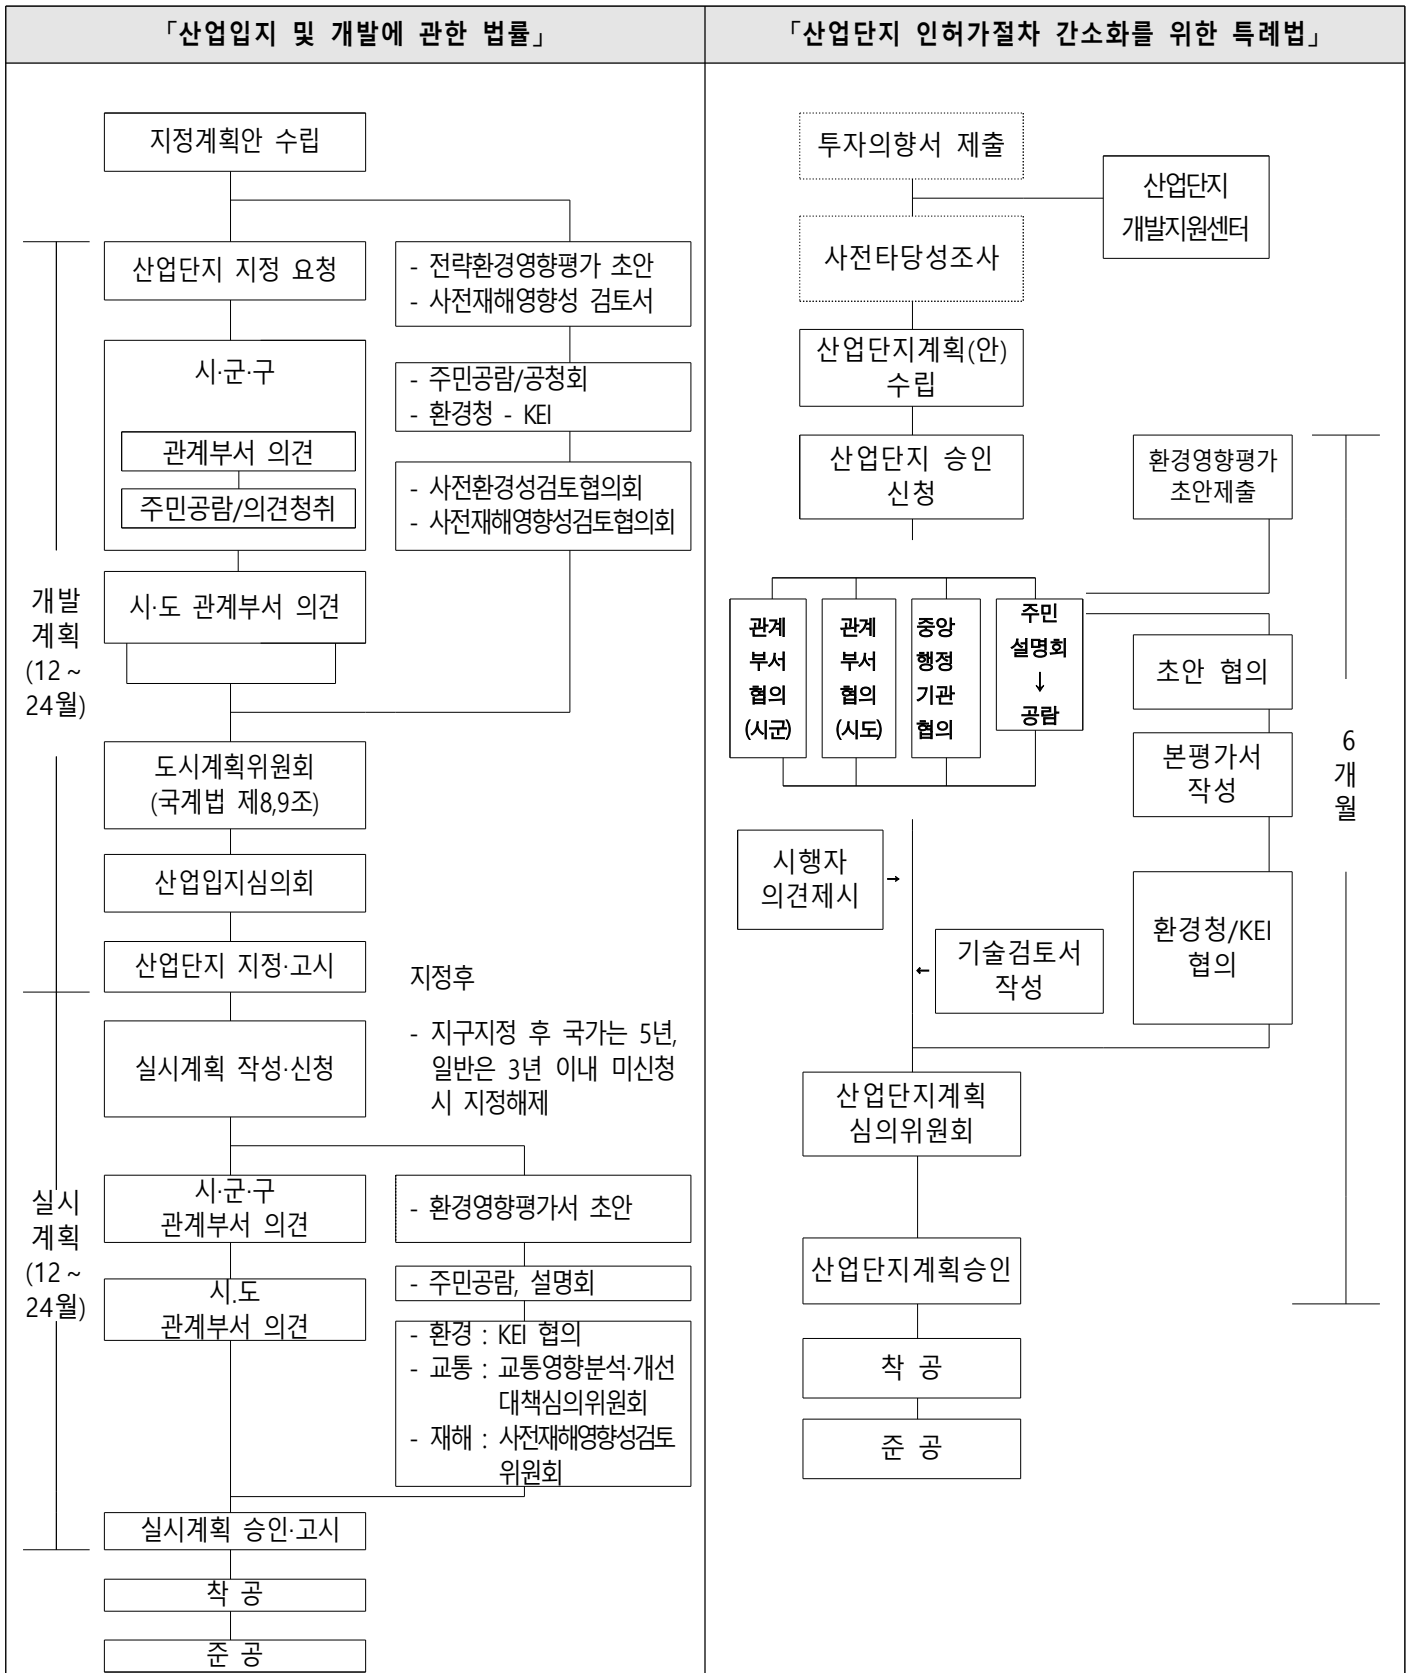 「산업입지 및 개발에 관한 법률」
지정계획안 수립
산업단지 지정 요청
- 전략환경영향평가 초안
- 사전재해영향성 검토서
시·군·구
관계부서 의견
주민공람/의견청취
- 주민공람/공청회
- 환경청 - KEI
- 사전환경성검토협의회
- 사전재해영향성검토협의회
개발
계획
(12~
24월)
시·도 관계부서 의견
도시계획위원회
(국계법 제8,9조)
산업입지심의회
산업단지 지정·고시
지정후
- 지구지정 후 국가는 5년,
일반은 3년 이내 미신청
시 지정해제
실시계획 작성·신청
실시
계획
(12~
24월)
시·군·구
관계부서 의견
- 환경영향평가서 초안
시.도
관계부서 의견
- 주민공람, 설명회
- 환경 : KEI 협의
- 교통 : 교통영향분석·개선
대책심의위원회
- 재해 : 사전재해영향성검토
위원회
실시계획 승인·고시
착 공
준 공
「산업단지 인허가절차 간소화를 위한 특례법」
투자의향서 제출
산업단지
개발지원센터
사전타당성조사
산업단지계획(안)
수립
산업단지 승인
신청
환경영향평가
초안제출
관계
부서
협의
(시군)
관계
부서
협의
(시도)
중앙
행정
기관
협의
주민
설명회
↓
공람
초안 협의
본평가서
작성
6
개
월
시행자
의견제시
→
기술검토서
작성
←
환경청/KEI
협의
산업단지계획
심의위원회
산업단지계획승인
착 공
준 공